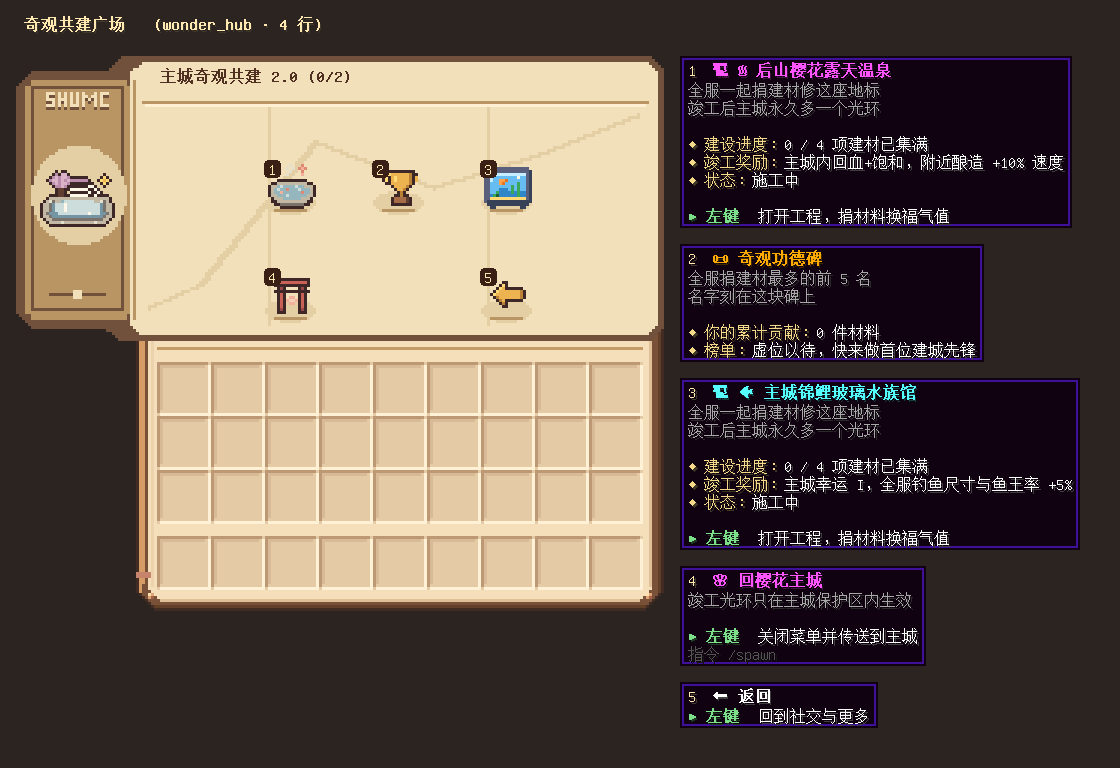 奇观共建广场 (wonder_hub · 4 行)
SHUMC
主城奇观共建 2.0 (0/2)
1
2
3
4
5
1 后山樱花露天温泉
全服一起捐建材修这座地标
竣工后主城永久多一个光环
建设进度: 0 / 4 项建材已集满
竣工奖励: 主城内回血+饱和, 附近酿造 +10% 速度
状态: 施工中
左键 打开工程, 捐材料换福气值
2 奇观功德碑
全服捐建材最多的前 5 名
名字刻在这块碑上
你的累计贡献: 0 件材料
榜单: 虚位以待, 快来做首位建城先锋
3 主城锦鲤玻璃水族馆
全服一起捐建材修这座地标
竣工后主城永久多一个光环
建设进度: 0 / 4 项建材已集满
竣工奖励: 主城幸运 I, 全服钓鱼尺寸与鱼王率 +5%
状态: 施工中
左键 打开工程, 捐材料换福气值
4 回樱花主城
竣工光环只在主城保护区内生效
左键 关闭菜单并传送到主城
指令 /spawn
5 返回
左键 回到社交与更多